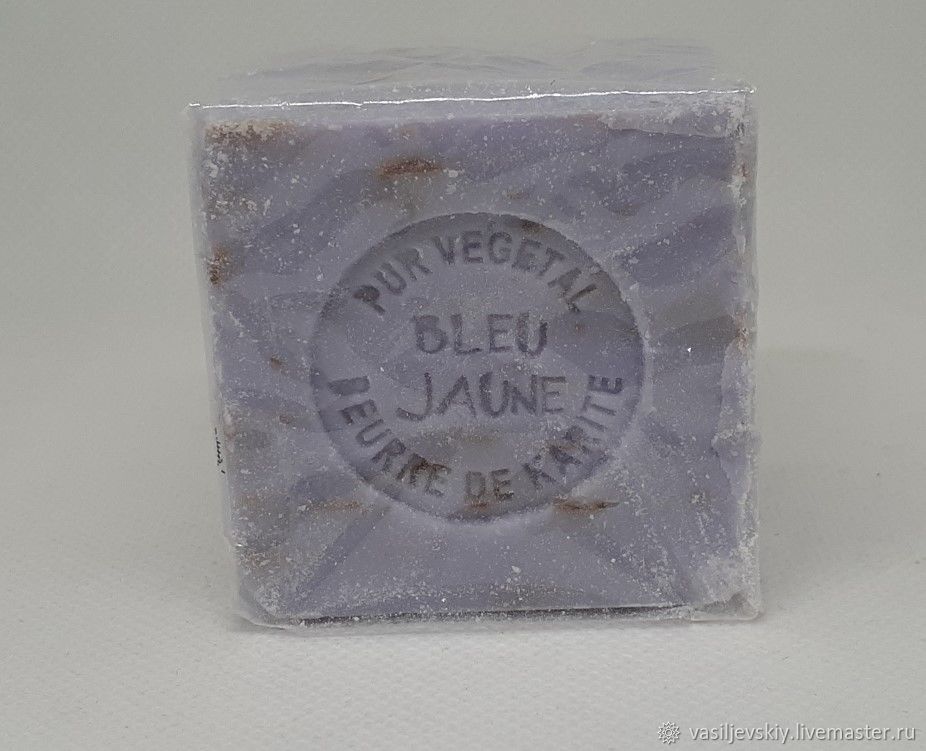 PUR VEGETAL
BLEU
JAUNE
BEURRE DE KARITE
vasiljevskiy.livemaster.ru